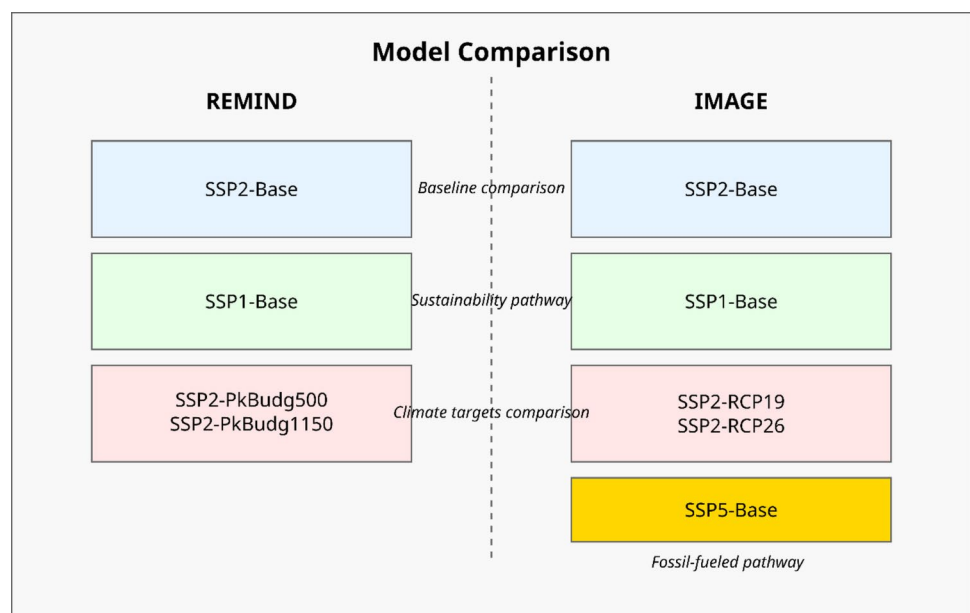 Model Comparison
REMIND
IMAGE
SSP2-Base
Baseline comparison
SSP2-Base
SSP1-Base
Sustainability pathway
SSP1-Base
SSP2-PkBudg500
SSP2-PkBudg1150
Climate targets comparison
SSP2-RCP19
SSP2-RCP26
SSP5-Base
Fossil-fueled pathway